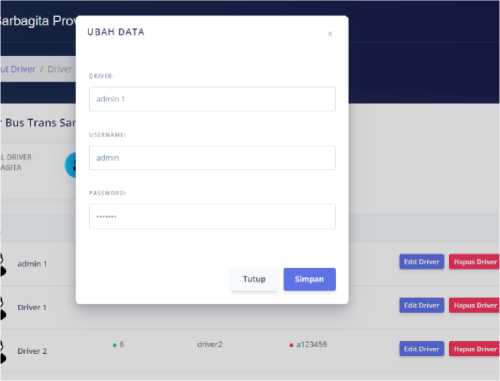 arbagita Prov
UBAH DATA
×
ut Driver / Driver
DRIVER:
admin 1
r Bus Trans Sar
USERNAME:
L DRIVER
AGITA
admin
PASSWORD:
Tutup
Simpan
admin 1
Edit Driver
Hapus Driver
Driver 1
Edit Driver
Hapus Driver
Driver 2
6
driver2
a123456
Edit Driver
Hapus Driver